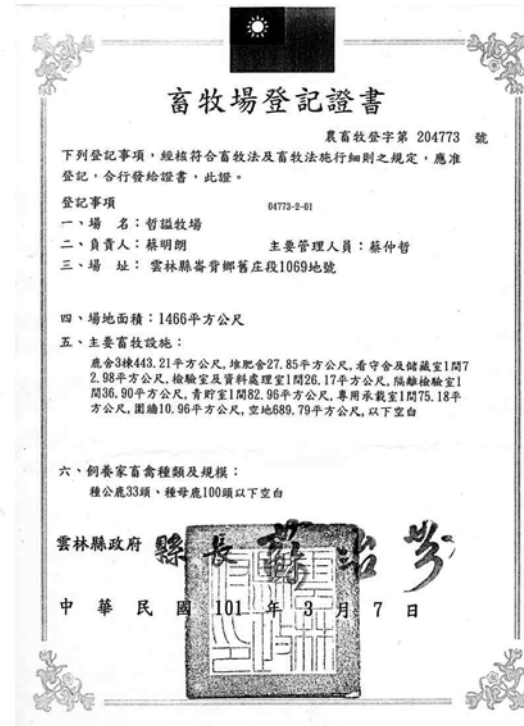 畜牧場登記證書
農畜牧登字第 204773 號
下列登記事項，經核符合畜牧法及畜牧法施行細則之規定，應准
登記，合行發給證書，此證。
登記事項 04773-2-01
一、場 名：哲謚牧場
二、負責人：蔡明朗 主要管理人員：蔡仲哲
三、場 址： 雲林縣崙背鄉舊庄段1069地號
四、場地面積：1466平方公尺
五、主要畜牧設施：
鹿舍3棟443.21平方公尺,堆肥舍27.85平方公尺,看守舍及儲藏室1間7
2.98平方公尺,檢驗室及資料處理室1間26.17平方公尺,隔離檢驗室1
間36.90平方公尺,青貯室1間82.96平方公尺,專用承載室1間75.18平
方公尺,圍牆10.96平方公尺,空地689.79平方公尺,以下空白
六、飼養家畜禽種類及規模：
種公鹿33頭、種母鹿100頭以下空白
雲林縣政府 縣長 蘇治芬
中 華 民 國 101 年 3 月 7 日